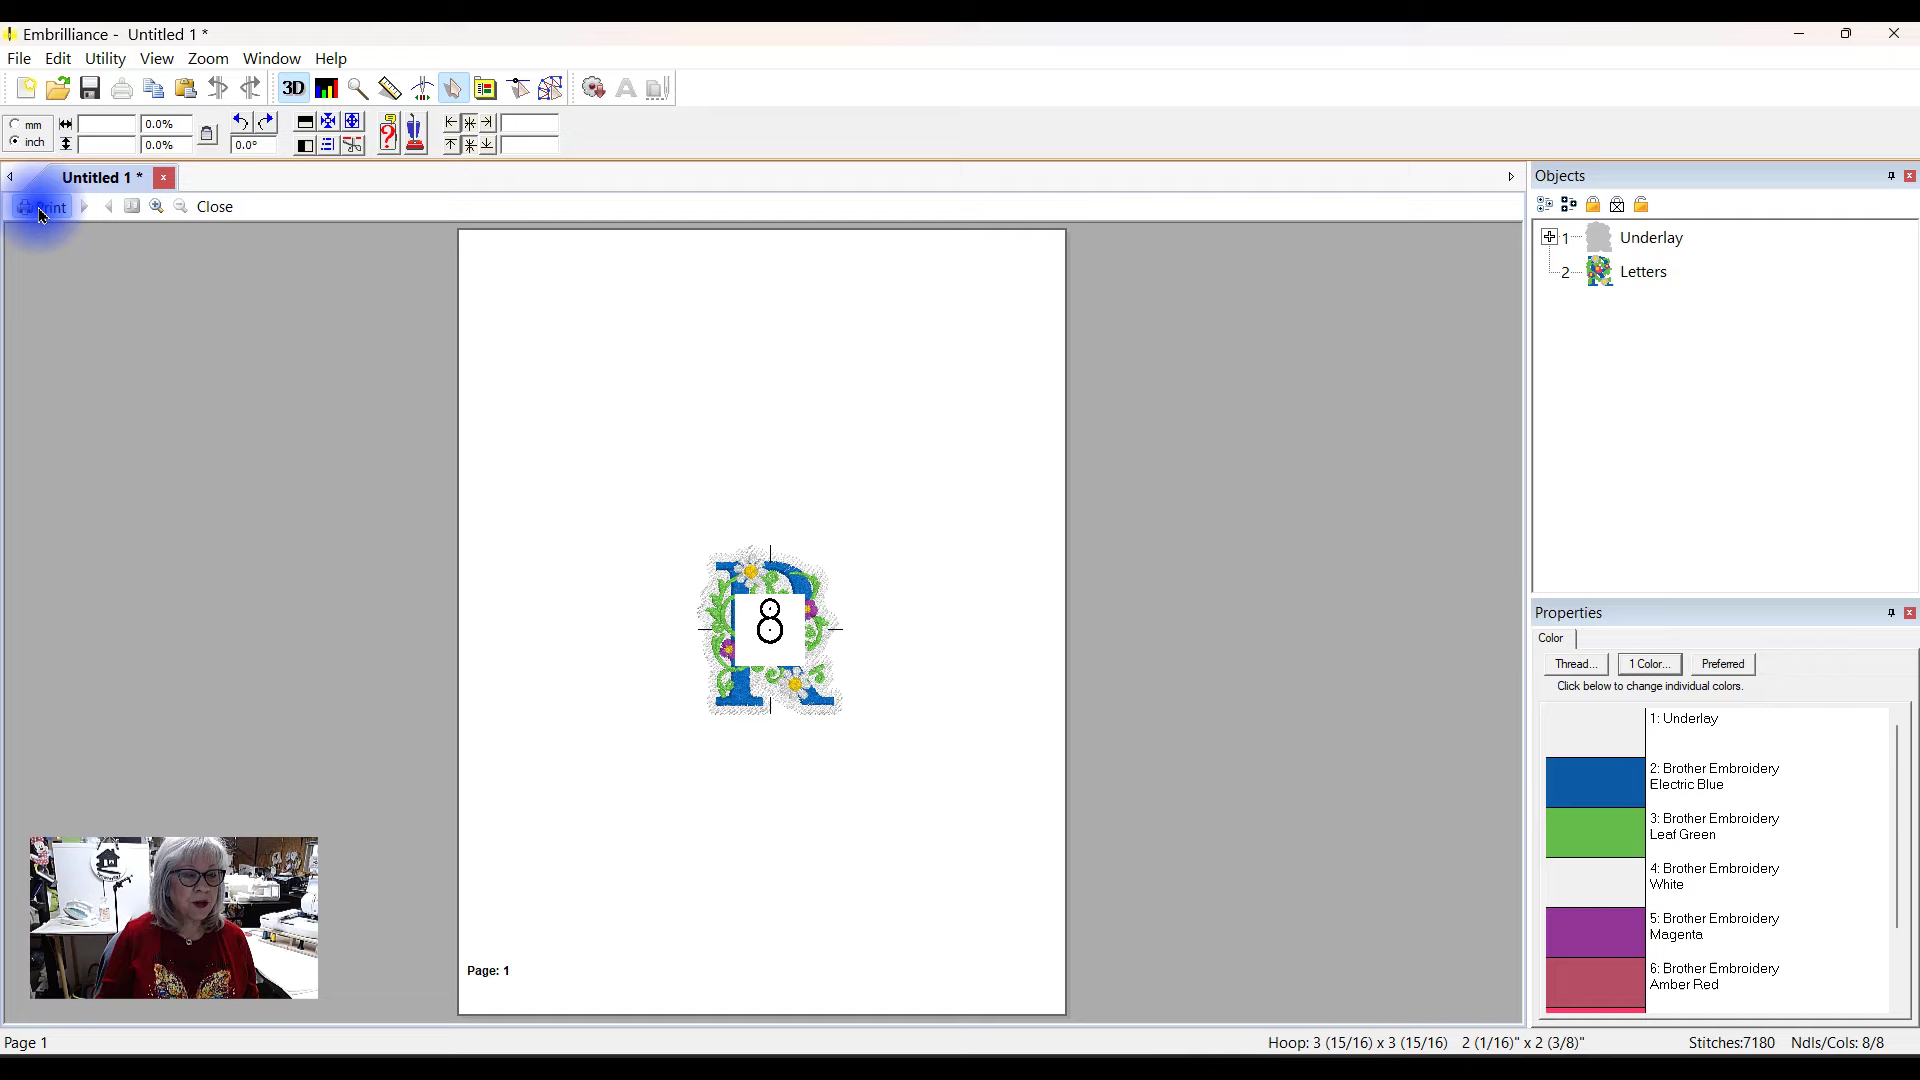 Embrilliance - Untitled 1 *
File Edit Utility View Zoom Window Help
3D
mm 0.0%
inch 0.0% 0.0°
Untitled 1 *
Print Close
Objects
1 Underlay
2 Letters
R
8
Page: 1
Properties
Color
Thread... 1 Color... Preferred
Click below to change individual colors.
1: Underlay
2: Brother Embroidery
Electric Blue
3: Brother Embroidery
Leaf Green
4: Brother Embroidery
White
5: Brother Embroidery
Magenta
6: Brother Embroidery
Amber Red
Page 1 Hoop: 3 (15/16) x 3 (15/16) 2 (1/16)" x 2 (3/8)" Stitches:7180 Ndls/Cols: 8/8